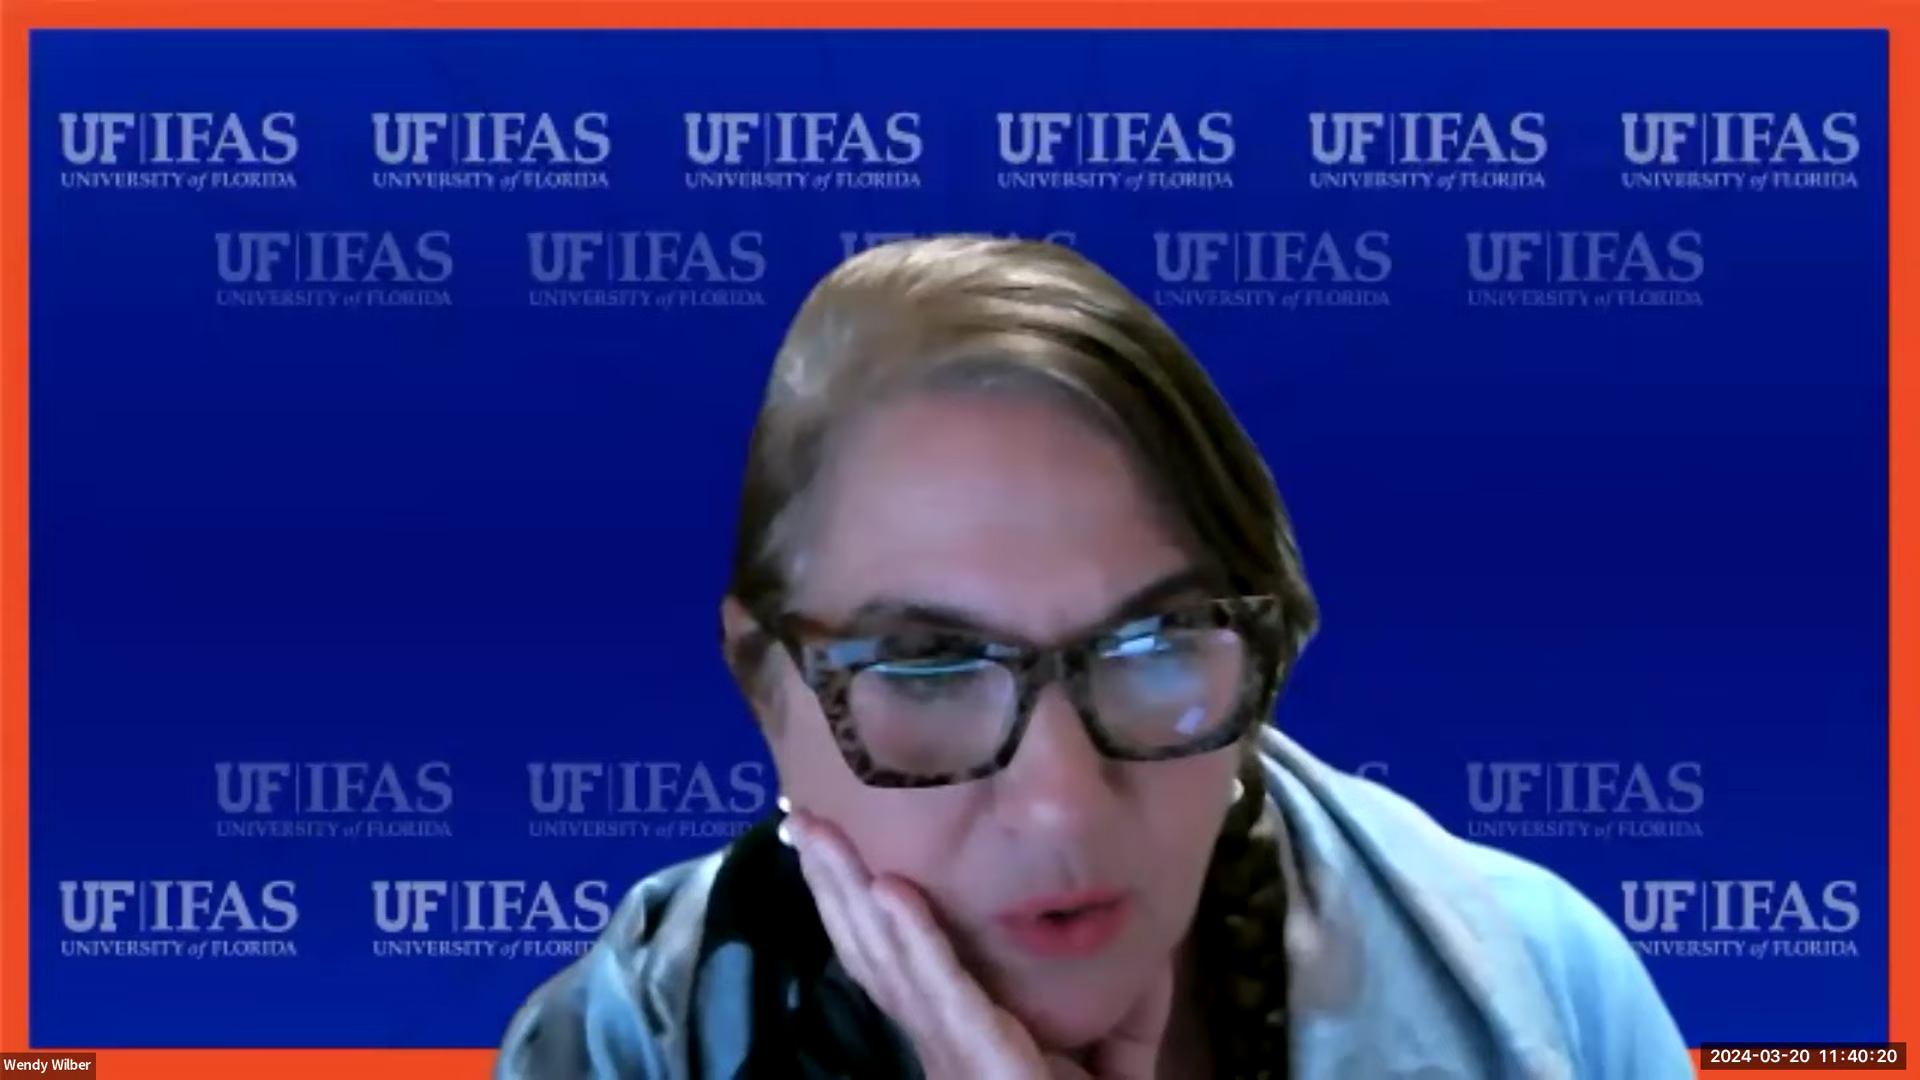 UF|IFAS UF|IFAS UF|IFAS UF|IFAS UF|IFAS UF|IFAS
UNIVERSITY of FLORIDA UNIVERSITY of FLORIDA UNIVERSITY of FLORIDA UNIVERSITY of FLORIDA UNIVERSITY of FLORIDA UNIVERSITY of FLORIDA
UF|IFAS UF|IFAS UF|IFAS UF|IFAS
UNIVERSITY of FLORIDA UNIVERSITY of FLORIDA UNIVERSITY of FLORIDA UNIVERSITY of FLORIDA
UF|IFAS UF|IFAS UF|IFAS
UNIVERSITY of FLORIDA UNIVERSITY of FLORIDA UNIVERSITY of FLORIDA
UF|IFAS UF|IFAS UF|IFAS
UNIVERSITY of FLORIDA UNIVERSITY of UNIVERSITY of FLORIDA
Wendy Wilber
2024-03-20 11:40:20